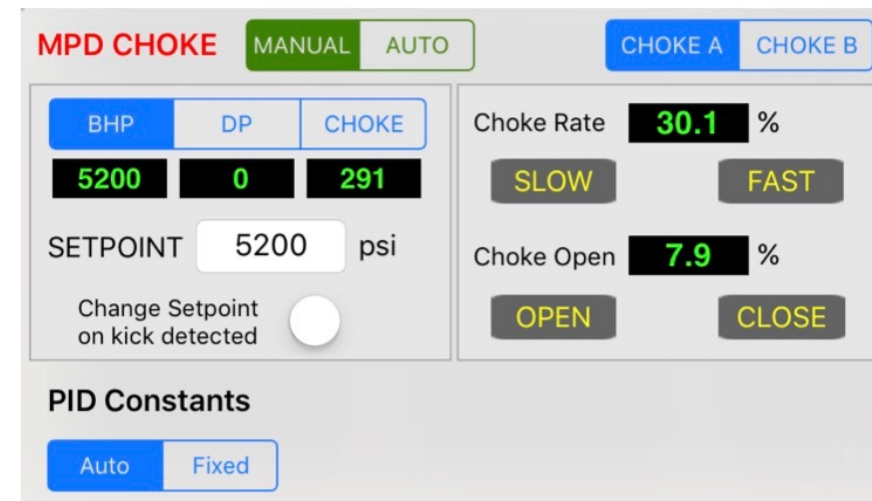 MPD CHOKE MANUAL AUTO CHOKE A CHOKE B
BHP DP CHOKE
5200 0 291
SETPOINT 5200 psi
Change Setpoint
on kick detected
Choke Rate 30.1 %
SLOW FAST
Choke Open 7.9 %
OPEN CLOSE
PID Constants
Auto Fixed